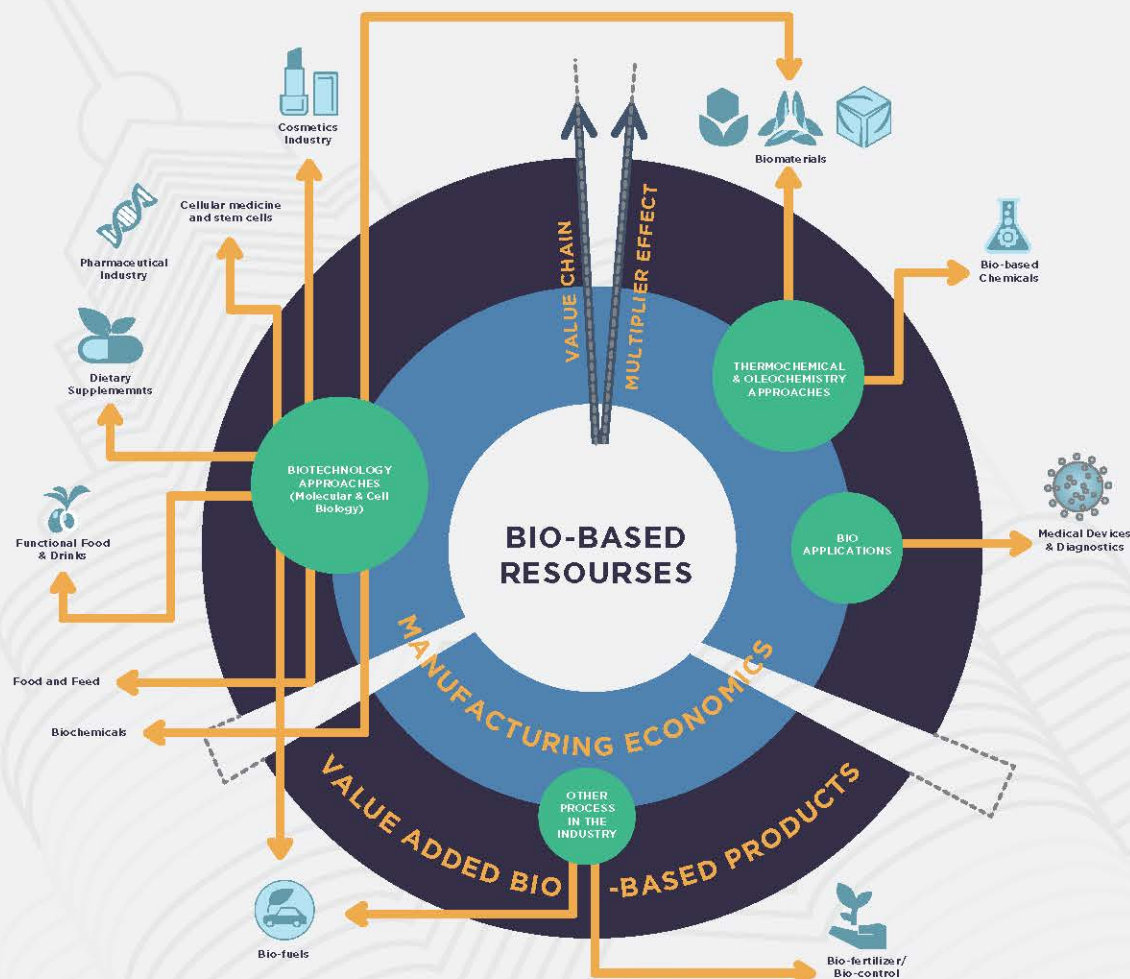 Cosmetics
Industry
Cellular medicine
and stem cells
Pharmaceutical
Industry
Dietary
Supplememnts
Functional Food
& Drinks
Food and Feed
Biochemicals
Bio-fuels
Biomaterials
Bio-based
Chemicals
Medical Devices
& Diagnostics
Bio-fertilizer/
Bio-control
VALUE CHAIN
MULTIPLIER EFFECT
THERMOCHEMICAL
& OLEOCHEMISTRY
APPROACHES
BIOTECHNOLOGY
APPROACHES
(Molecular & Cell
Biology)
BIO
APPLICATIONS
BIO-BASED
RESOURSES
MANUFACTURING ECONOMICS
OTHER
PROCESS
IN THE
INDUSTRY
VALUE ADDED BIO -BASED PRODUCTS